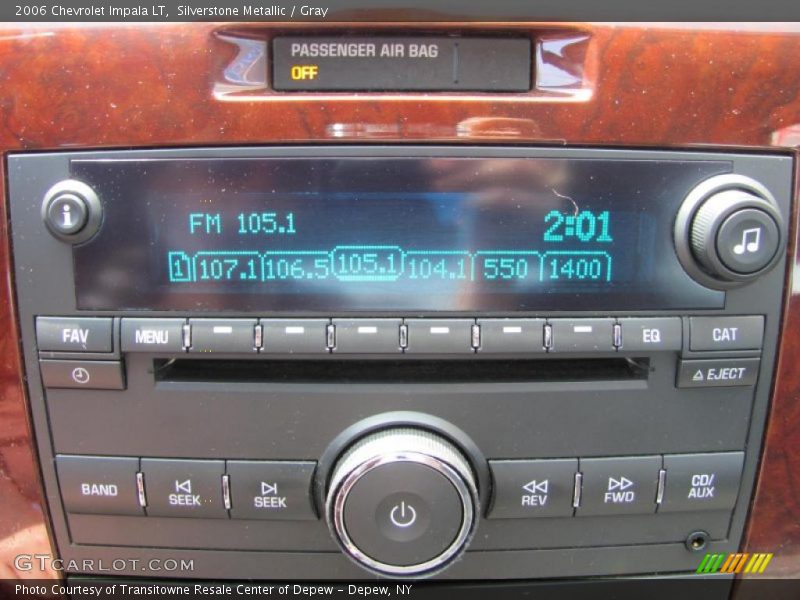 2006 Chevrolet Impala LT,  Silverstone Metallic / Gray
PASSENGER AIR BAG
OFF
i
FM 105.1 2:01
1 107.1 106.5 105.1 104.1 550 1400
FAV MENU EQ CAT
EJECT
BAND SEEK SEEK REV FWD CD/
AUX
GTCARLOT.COM
Photo Courtesy of Transitowne Resale Center of Depew – Depew, NY